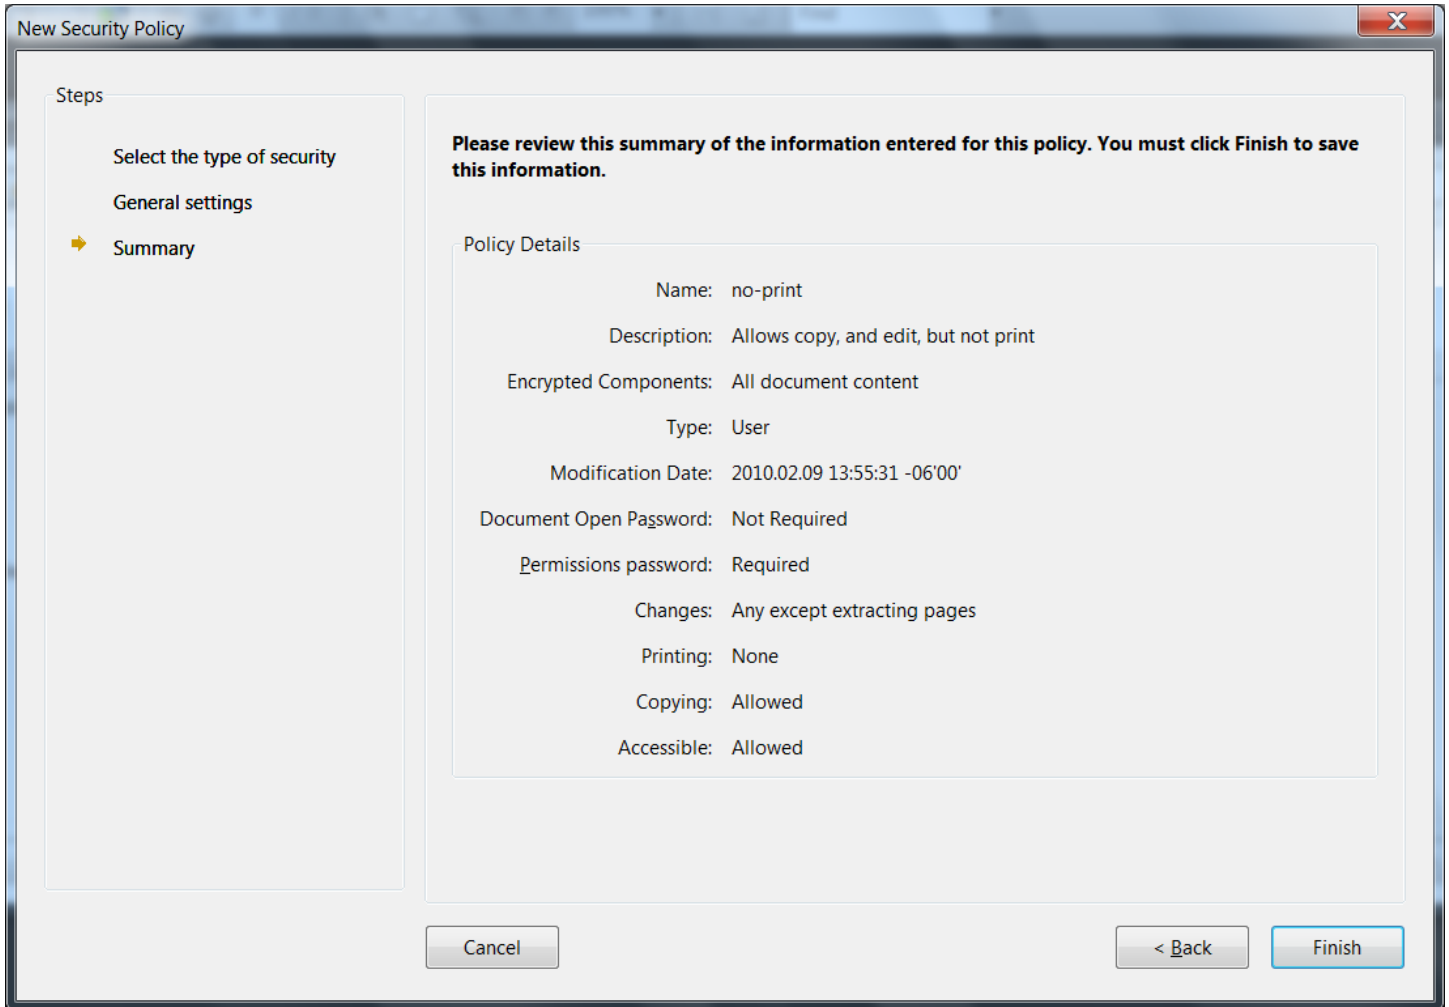 New Security Policy
Steps
Select the type of security
General settings
Summary
Please review this summary of the information entered for this policy. You must click Finish to save
this information.
Policy Details
Name: no-print
Description: Allows copy, and edit, but not print
Encrypted Components: All document content
Type: User
Modification Date: 2010.02.09 13:55:31 -06'00'
Document Open Password: Not Required
Permissions password: Required
Changes: Any except extracting pages
Printing: None
Copying: Allowed
Accessible: Allowed
Cancel
< Back
Finish